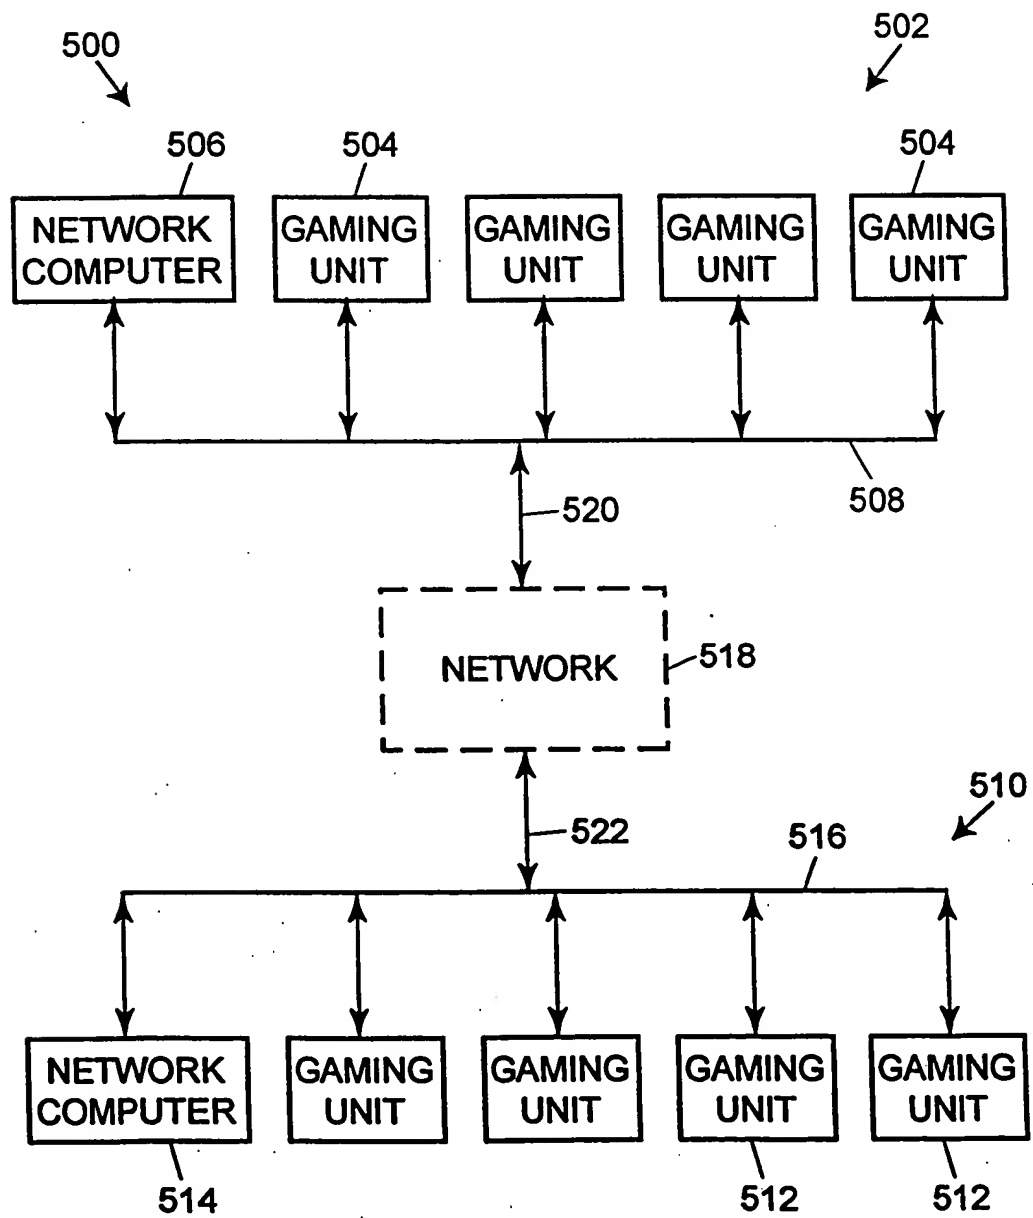 500
502
506
504
504
NETWORK
COMPUTER
GAMING
UNIT
GAMING
UNIT
GAMING
UNIT
GAMING
UNIT
508
520
NETWORK
518
510
522
516
NETWORK
COMPUTER
GAMING
UNIT
GAMING
UNIT
GAMING
UNIT
GAMING
UNIT
514
512
512